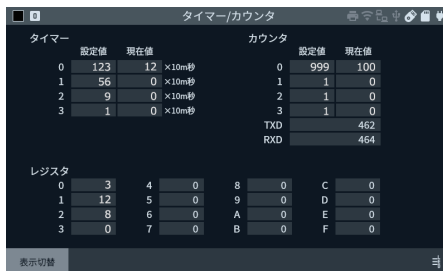 0 タイマー/カウンタ
タイマー カウンタ
設定値 現在値 設定値 現在値
0 123 12 ×10m秒 0 999 100
1 56 0 ×10m秒 1 1 0
2 9 0 ×10m秒 2 1 0
3 1 0 ×10m秒 3 1 0
TXD 462
RXD 464
レジスタ
0 3 4 0 8 0 C 0
1 12 5 0 9 0 D 0
2 8 6 0 A 0 E 0
3 0 7 0 B 0 F 0
表示切替